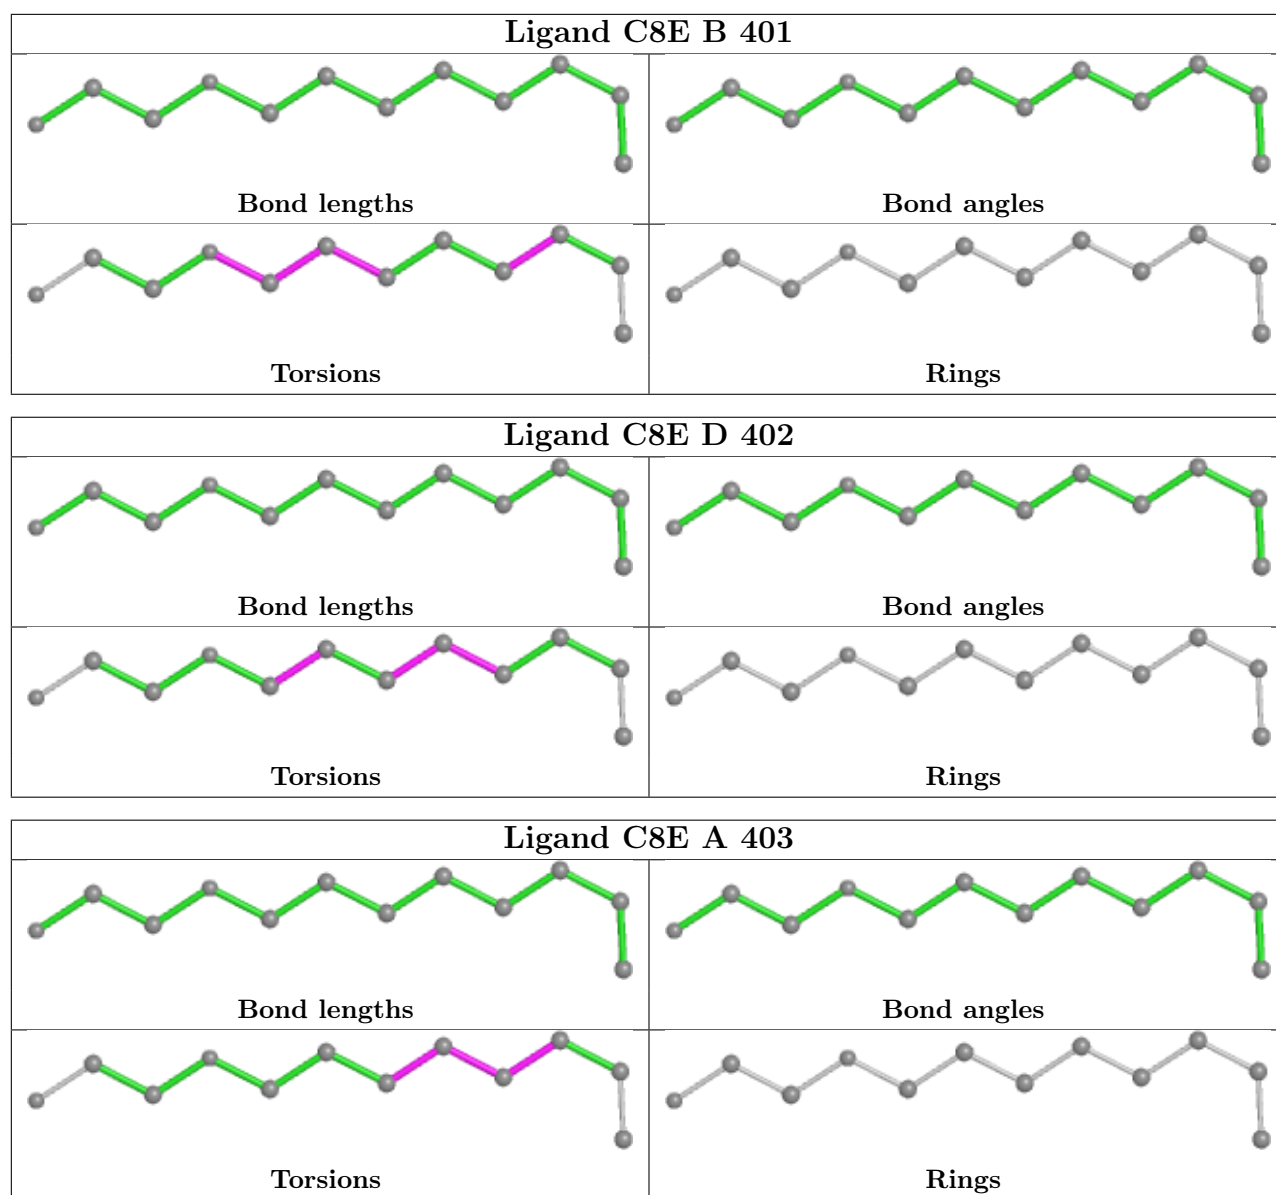 Ligand C8E B 401
Bond lengths
Bond angles
Torsions
Rings
Ligand C8E D 402
Bond lengths
Bond angles
Torsions
Rings
Ligand C8E A 403
Bond lengths
Bond angles
Torsions
Rings